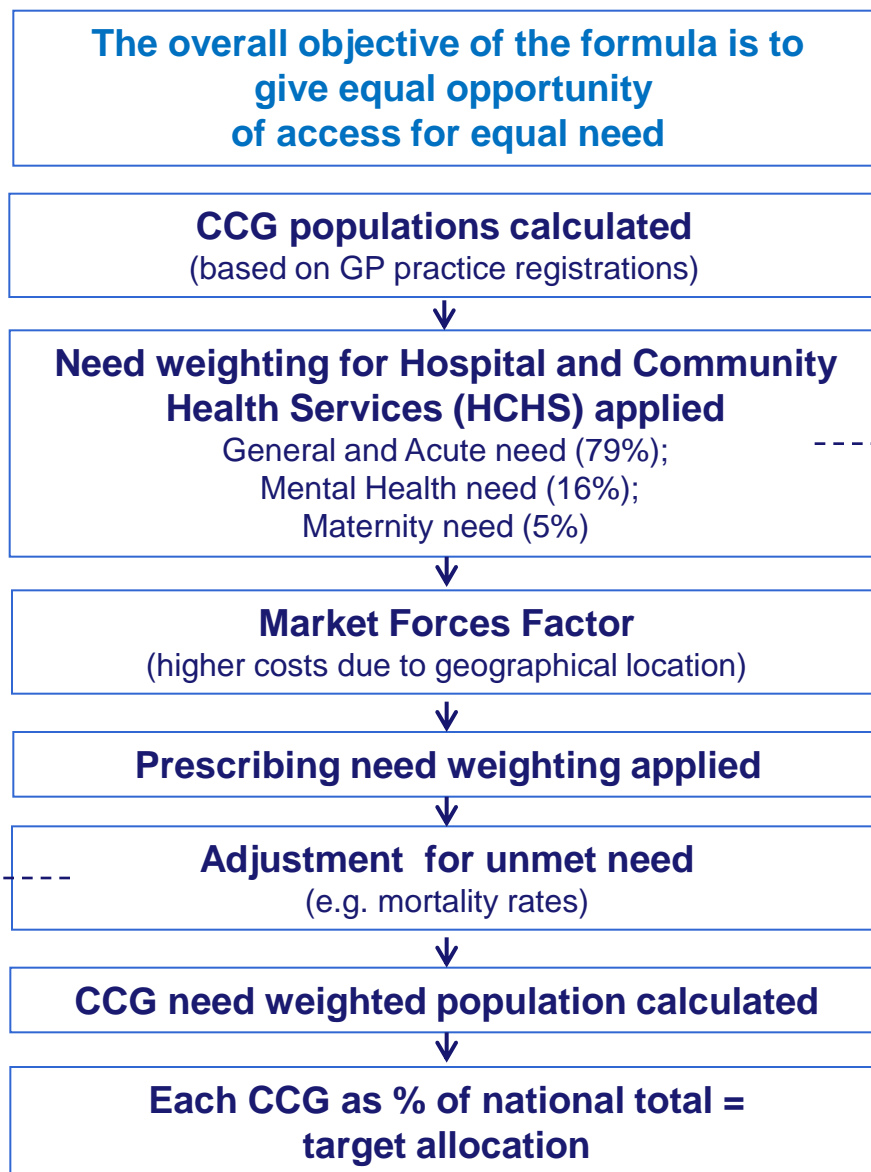 The overall objective of the formula is to
give equal opportunity
of access for equal need
CCG populations calculated
(based on GP practice registrations)
Need weighting for Hospital and Community
Health Services (HCHS) applied
General and Acute need (79%);
Mental Health need (16%);
Maternity need (5%)
Market Forces Factor
(higher costs due to geographical location)
Prescribing need weighting applied
Adjustment  for unmet need
(e.g. mortality rates)
CCG need weighted population calculated
Each CCG as % of national total =
target allocation